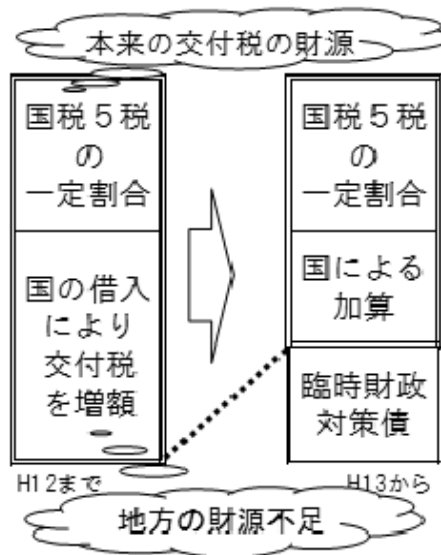 本来の交付税の財源
国税５税
の
一定割合
国の借入
により
交付税
を増額
H12まで
国税５税
の
一定割合
国による
加算
臨時財政
対策債
H13から
地方の財源不足